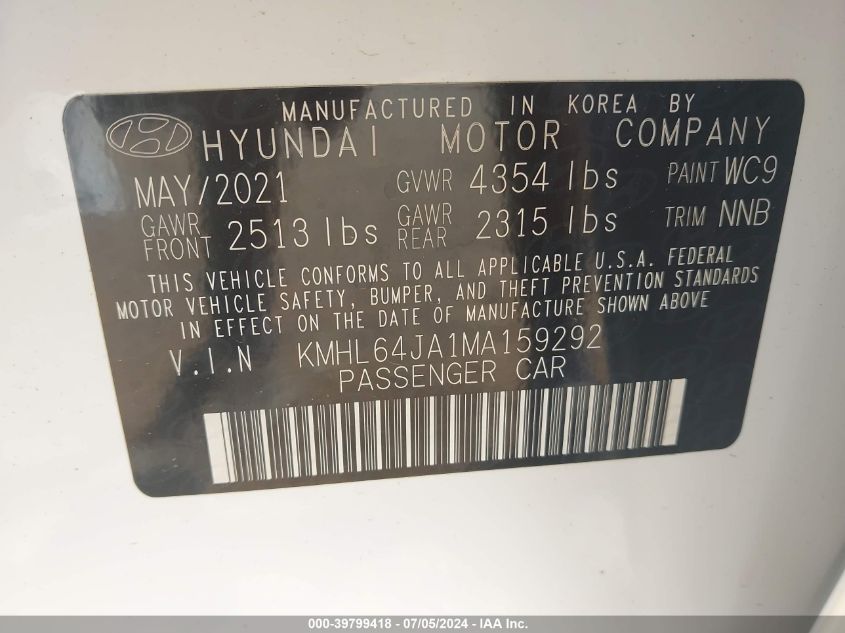 MANUFACTURED IN KOREA BY
HYUNDAI MOTOR COMPANY
MAY/2021 GVWR 4354 lbs PAINT WC9
GAWR FRONT 2513 lbs GAWR REAR 2315 lbs TRIM NNB
THIS VEHICLE CONFORMS TO ALL APPLICABLE U.S.A. FEDERAL
MOTOR VEHICLE SAFETY, BUMPER, AND THEFT PREVENTION STANDARDS
IN EFFECT ON THE DATE OF MANUFACTURE SHOWN ABOVE
V.I.N KMHL64JA1MA159292
PASSENGER CAR
000-39799418 - 07/05/2024 - IAA Inc.